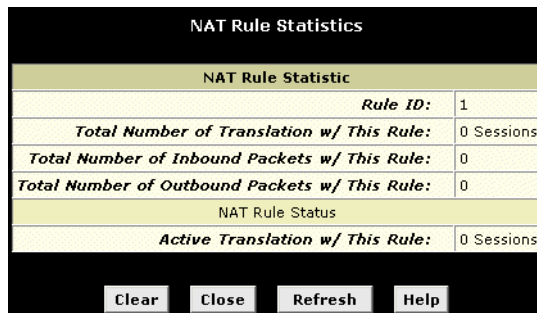 NAT Rule Statistics
NAT Rule Statistic
Rule ID: 1
Total Number of Translation w/ This Rule: 0 Sessions
Total Number of Inbound Packets w/ This Rule: 0
Total Number of Outbound Packets w/ This Rule: 0
NAT Rule Status
Active Translation w/ This Rule: 0 Sessions
Clear Close Refresh Help